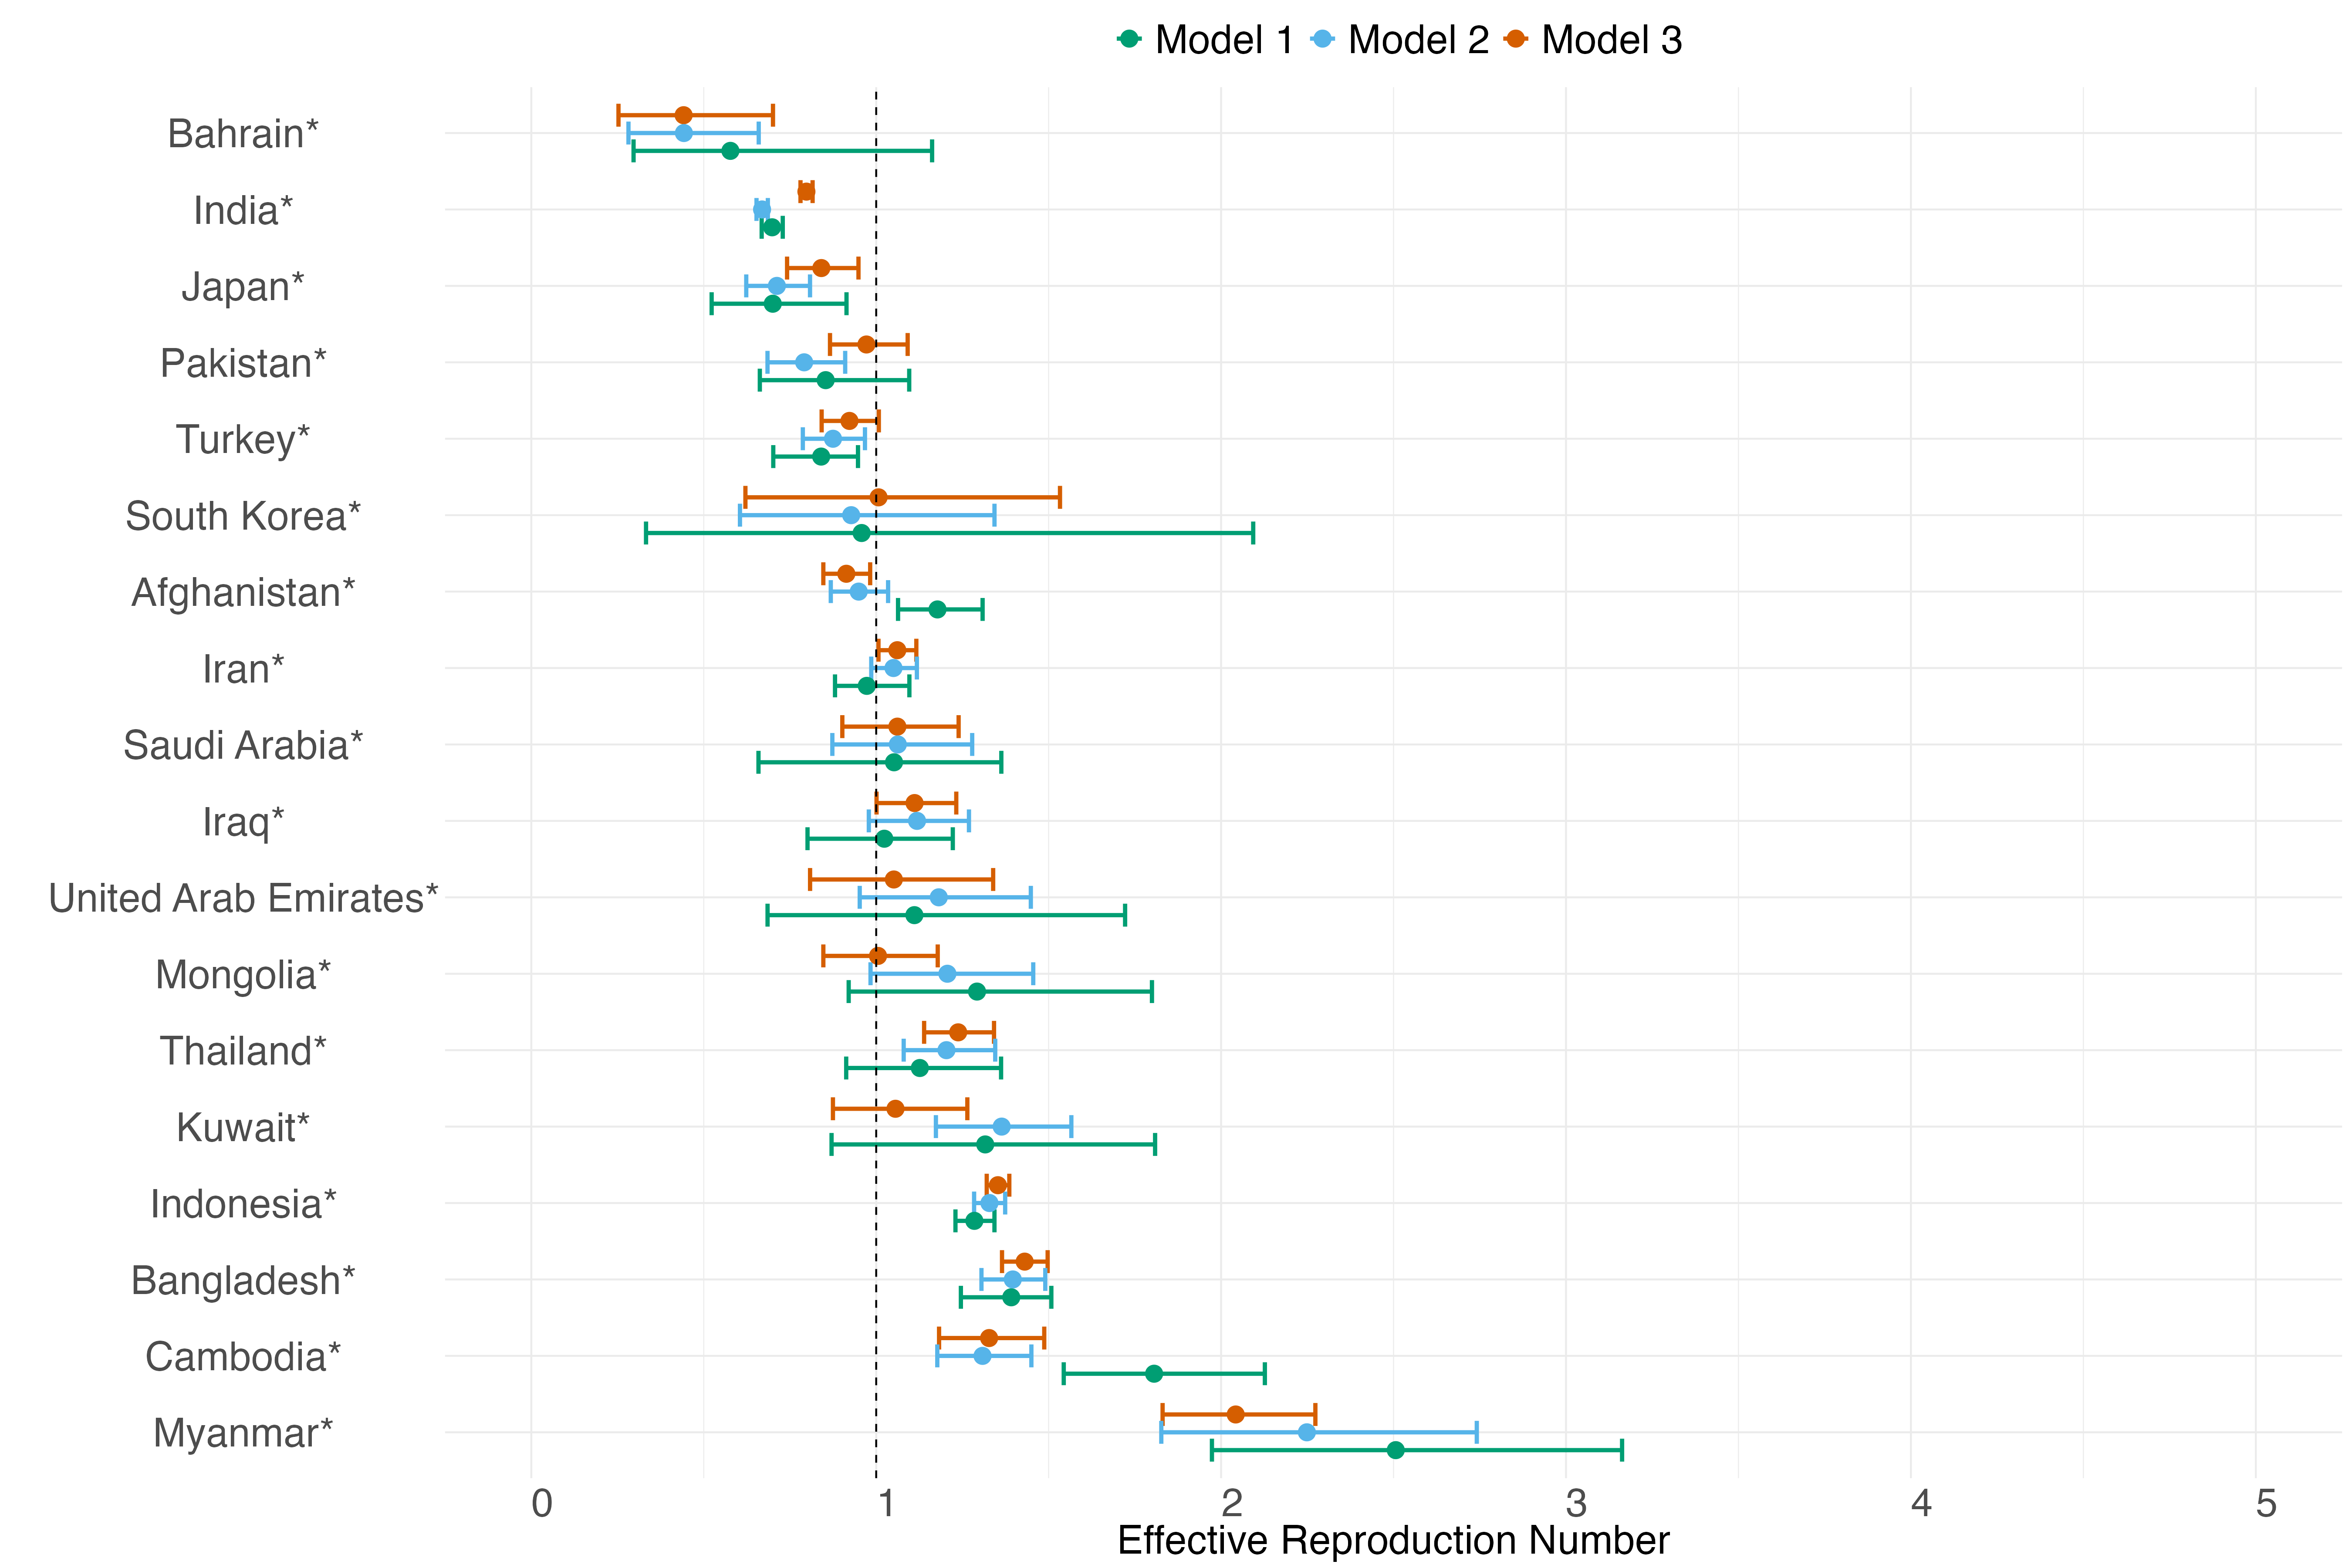 Model 1 Model 2 Model 3
Bahrain*
India*
Japan*
Pakistan*
Turkey*
South Korea*
Afghanistan*
Iran*
Saudi Arabia*
Iraq*
United Arab Emirates*
Mongolia*
Thailand*
Kuwait*
Indonesia*
Bangladesh*
Cambodia*
Myanmar*
0 1 2 3 4 5
Effective Reproduction Number